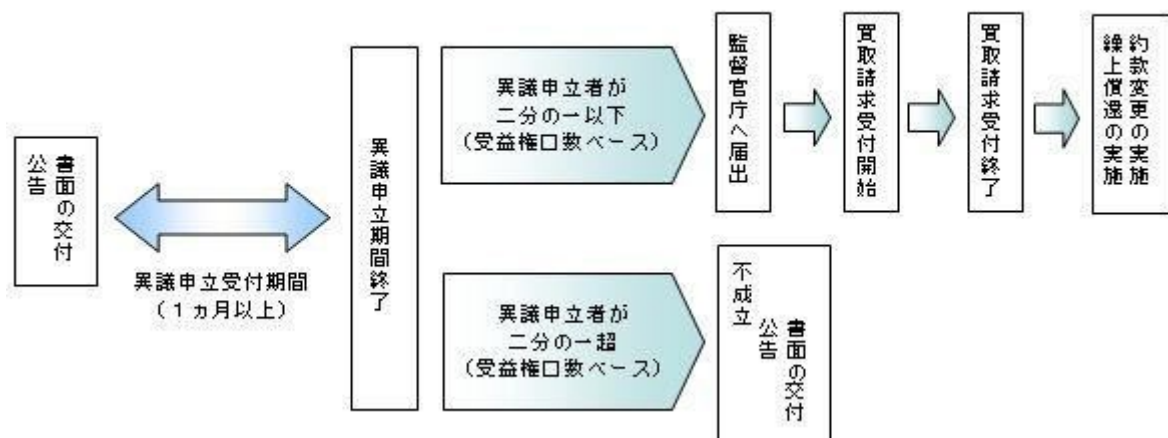 書面の交付
公告
異議申立受付期間
（１ヵ月以上）
異議申立期間終了
異議申立者が
二分の一以下
（受益権口数ベース）
監督官庁へ届出
買取請求受付開始
買取請求受付終了
約款変更の実施
繰上償還の実施
異議申立者が
二分の一超
（受益権口数ベース）
書面の交付
公告
不成立